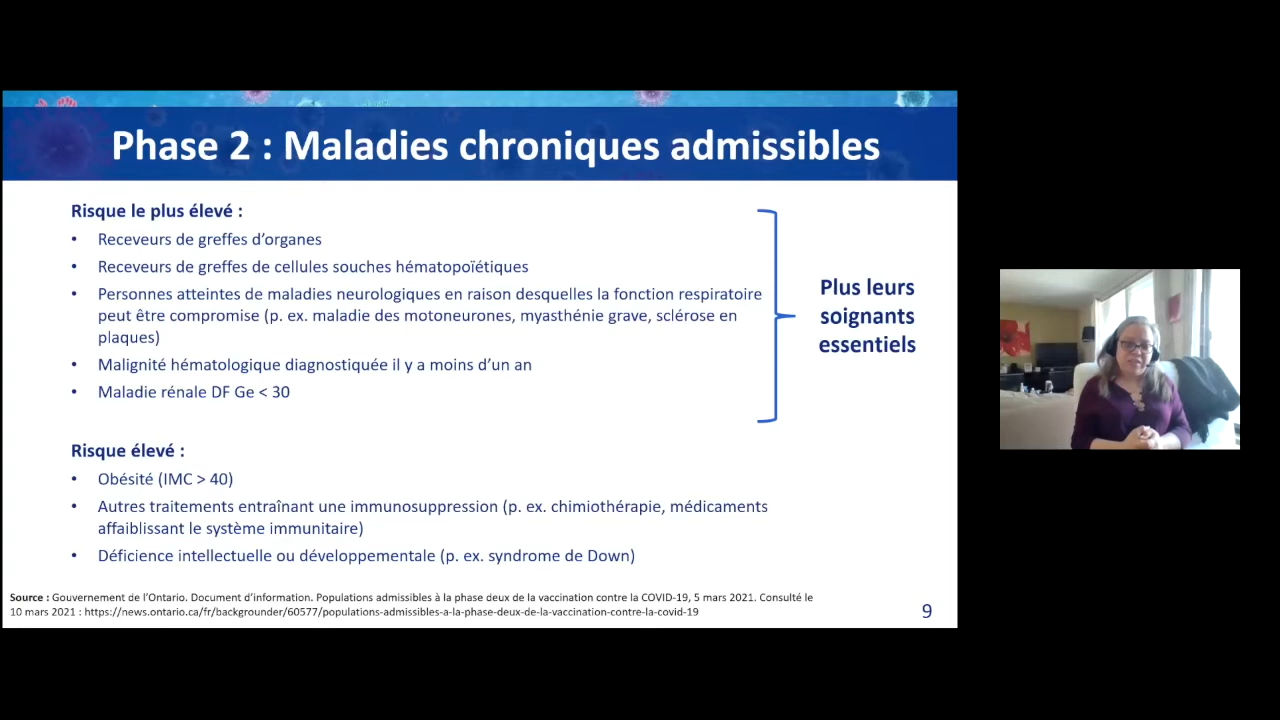 Phase 2 : Maladies chroniques admissibles
Risque le plus élevé :
• Receveurs de greffes d’organes
• Receveurs de greffes de cellules souches hématopoïétiques
• Personnes atteintes de maladies neurologiques en raison desquelles la fonction respiratoire
peut être compromise (p. ex. maladie des motoneurones, myasthénie grave, sclérose en
plaques)
• Malignité hématologique diagnostiquée il y a moins d’un an
• Maladie rénale DF Ge < 30
Plus leurs
soignants
essentiels
Risque élevé :
• Obésité (IMC > 40)
• Autres traitements entraînant une immunosuppression (p. ex. chimiothérapie, médicaments
affaiblissant le système immunitaire)
• Déficience intellectuelle ou développementale (p. ex. syndrome de Down)
Source : Gouvernement de l’Ontario. Document d’information. Populations admissibles à la phase deux de la vaccination contre la COVID-19, 5 mars 2021. Consulté le
10 mars 2021 : https://news.ontario.ca/fr/backgrounder/60577/populations-admissibles-a-la-phase-deux-de-la-vaccination-contre-la-covid-19
9